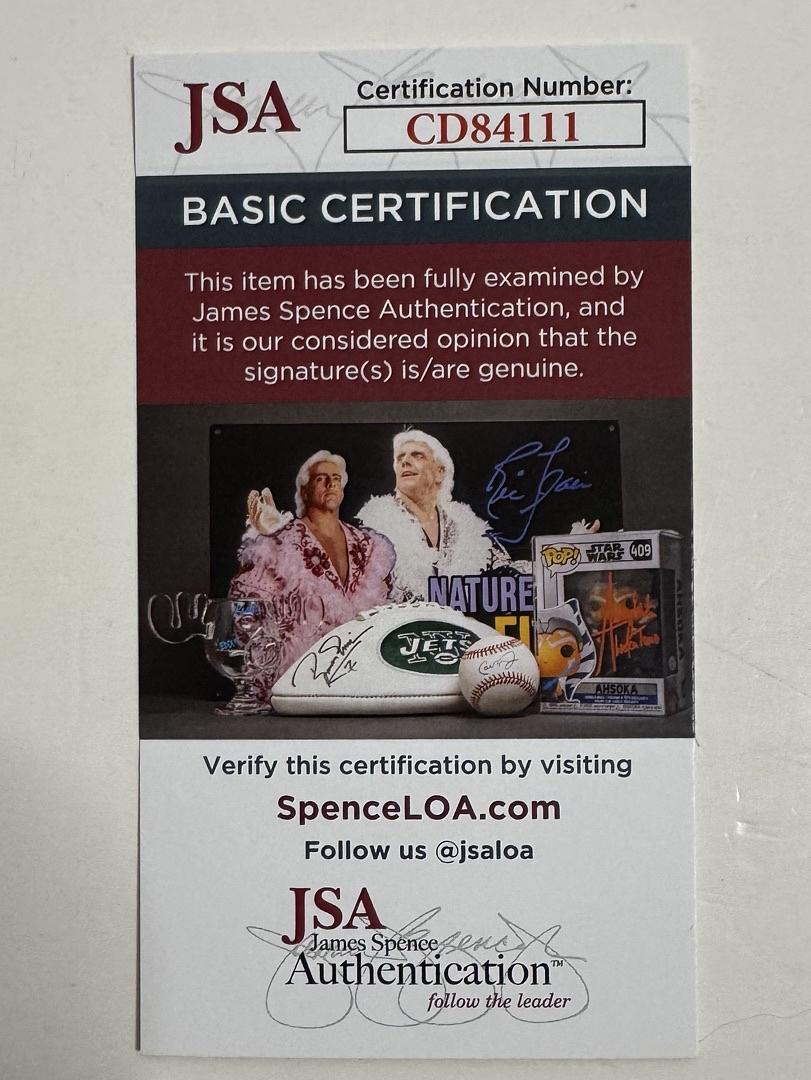 JSA
Certification Number:
CD84111
BASIC CERTIFICATION
This item has been fully examined by
James Spence Authentication, and
it is our considered opinion that the
signature(s) is/are genuine.
NATURE
POP!
STAR
WARS
409
JETS
AHSOKA
Verify this certification by visiting
SpenceLOA.com
Follow us @jsaloa
JSA
James Spence
Authentication™
follow the leader